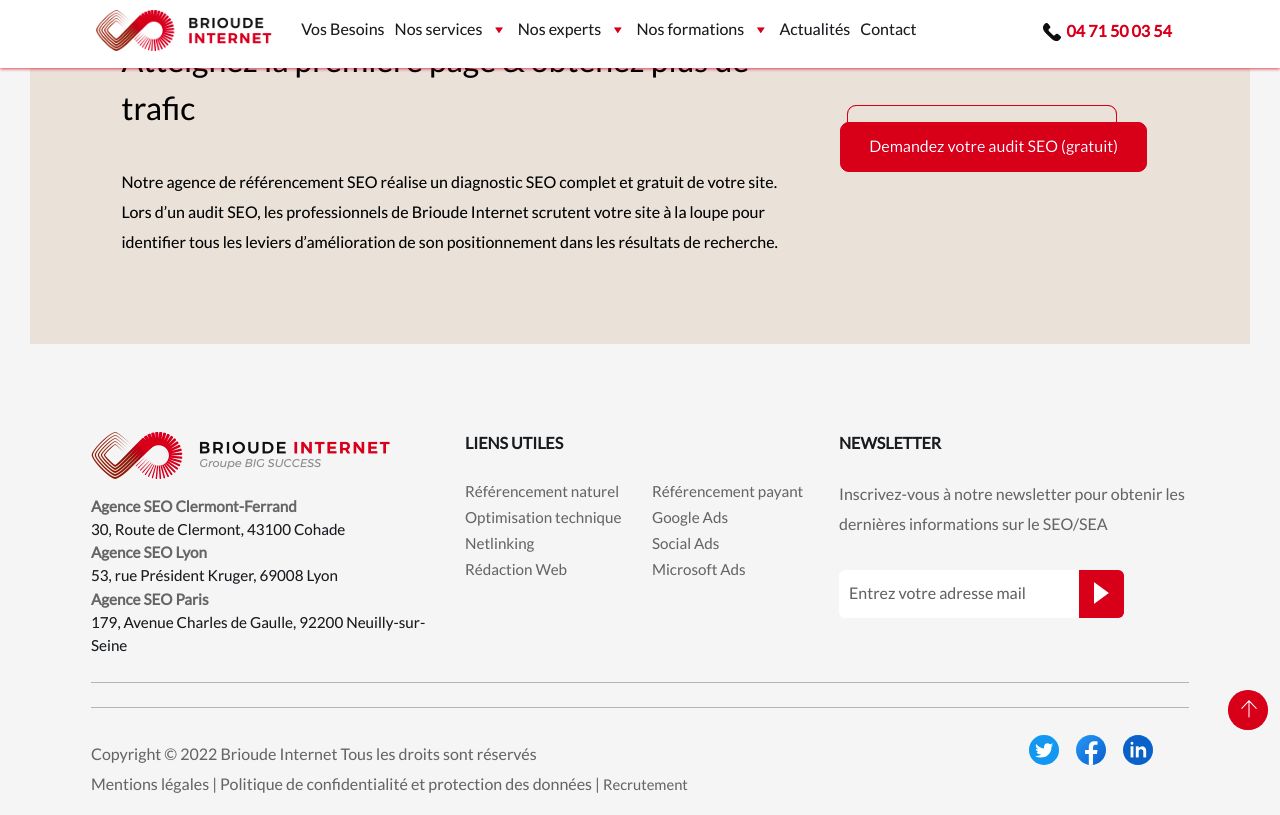 BRIOUDE
INTERNET
Vos Besoins
Nos services
Nos experts
Nos formations
Actualités
Contact
04 71 50 03 54
Atteignez la première page & obtenez plus de
trafic
Demandez votre audit SEO (gratuit)
Notre agence de référencement SEO réalise un diagnostic SEO complet et gratuit de votre site.
Lors d’un audit SEO, les professionnels de Brioude Internet scrutent votre site à la loupe pour
identifier tous les leviers d’amélioration de son positionnement dans les résultats de recherche.
BRIOUDE INTERNET
Groupe BIG SUCCESS
Agence SEO Clermont-Ferrand
30, Route de Clermont, 43100 Cohade
Agence SEO Lyon
53, rue Président Kruger, 69008 Lyon
Agence SEO Paris
179, Avenue Charles de Gaulle, 92200 Neuilly-sur-
Seine
LIENS UTILES
Référencement naturel
Optimisation technique
Netlinking
Rédaction Web
Référencement payant
Google Ads
Social Ads
Microsoft Ads
NEWSLETTER
Inscrivez-vous à notre newsletter pour obtenir les
dernières informations sur le SEO/SEA
Entrez votre adresse mail
Copyright © 2022 Brioude Internet Tous les droits sont réservés
Mentions légales | Politique de confidentialité et protection des données | Recrutement